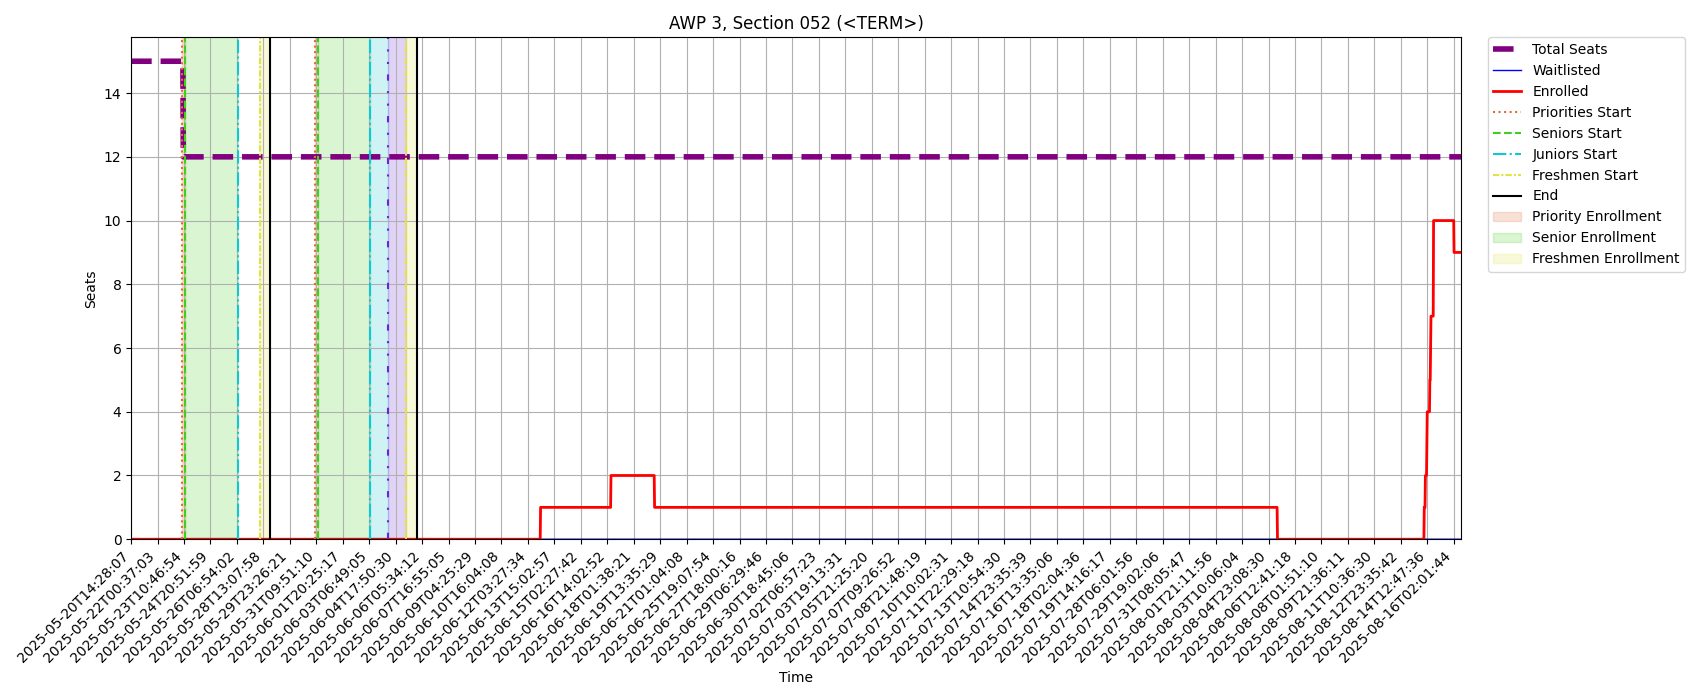 AWP 3, Section 052 (<TERM>)
Total Seats
Waitlisted
Enrolled
Priorities Start
Seniors Start
Juniors Start
Freshmen Start
End
Priority Enrollment
Senior Enrollment
Freshmen Enrollment
Seats
14
12
10
8
6
4
2
0
2025-05-20T14:28:07
2025-05-22T00:37:03
2025-05-23T10:46:54
2025-05-24T20:51:59
2025-05-26T06:54:02
2025-05-28T13:07:58
2025-05-29T23:26:21
2025-05-31T09:51:10
2025-06-01T20:25:17
2025-06-03T06:49:05
2025-06-04T17:50:30
2025-06-06T05:34:12
2025-06-07T16:55:05
2025-06-09T04:25:29
2025-06-10T16:04:08
2025-06-12T03:27:34
2025-06-13T15:02:57
2025-06-15T02:27:42
2025-06-16T14:02:52
2025-06-18T01:38:21
2025-06-19T13:35:29
2025-06-21T01:04:08
2025-06-25T19:07:54
2025-06-27T18:00:16
2025-06-29T06:29:46
2025-06-30T18:45:06
2025-07-02T06:57:23
2025-07-03T19:13:31
2025-07-05T21:25:20
2025-07-07T09:26:52
2025-07-08T21:48:19
2025-07-10T10:02:31
2025-07-11T22:29:18
2025-07-13T10:54:30
2025-07-14T23:35:39
2025-07-16T13:35:06
2025-07-18T02:04:36
2025-07-19T14:16:17
2025-07-28T06:01:56
2025-07-29T19:02:06
2025-07-31T08:05:47
2025-08-01T21:11:56
2025-08-03T10:06:04
2025-08-04T23:08:30
2025-08-06T12:41:18
2025-08-08T01:51:10
2025-08-09T21:36:11
2025-08-11T10:36:30
2025-08-12T23:35:42
2025-08-14T12:47:36
2025-08-16T02:01:44
Time